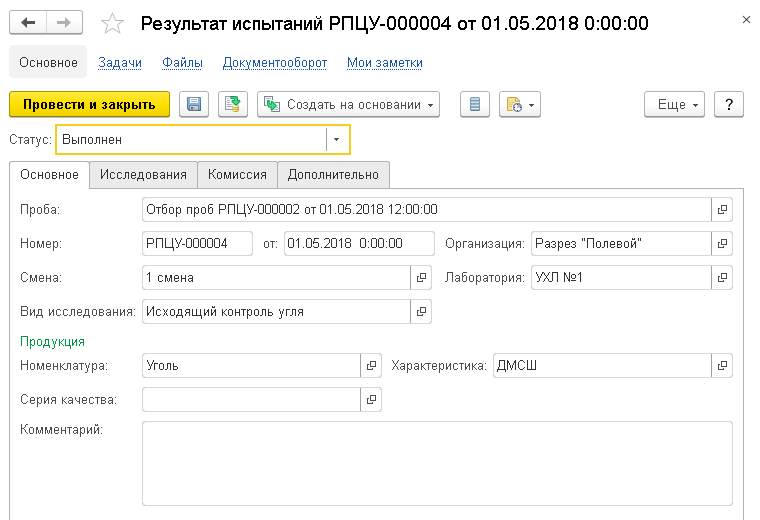 Результат испытаний РПЦУ-000004 от 01.05.2018 0:00:00
Основное Задачи Файлы Документооборот Мои заметки
Провести и закрыть Создать на основании Еще ?
Статус: Выполнен
Основное Исследования Комиссия Дополнительно
Проба: Отбор проб РПЦУ-000002 от 01.05.2018 12:00:00
Номер: РПЦУ-000004 от: 01.05.2018 0:00:00 Организация: Разрез "Полевой"
Смена: 1 смена Лаборатория: УХЛ №1
Вид исследования: Исходящий контроль угля
Продукция
Номенклатура: Уголь Характеристика: ДМСШ
Серия качества:
Комментарий: